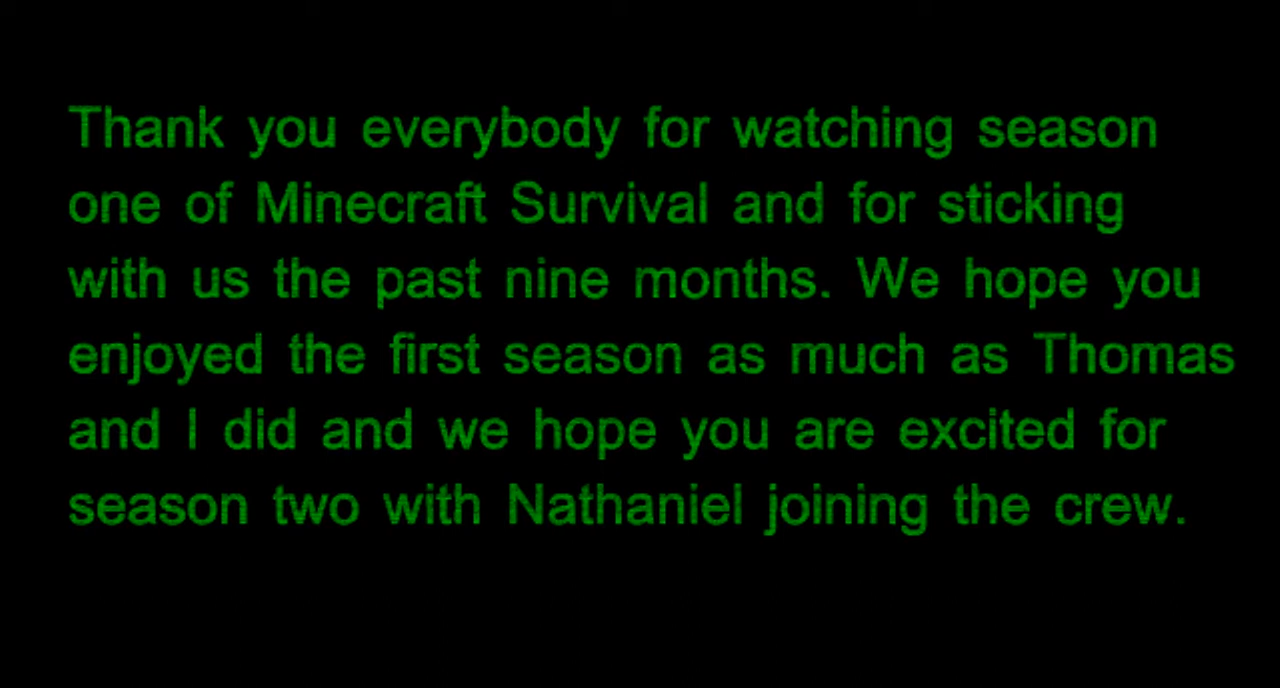 Thank you everybody for watching season
one of Minecraft Survival and for sticking
with us the past nine months. We hope you
enjoyed the first season as much as Thomas
and I did and we hope you are excited for
season two with Nathaniel joining the crew.